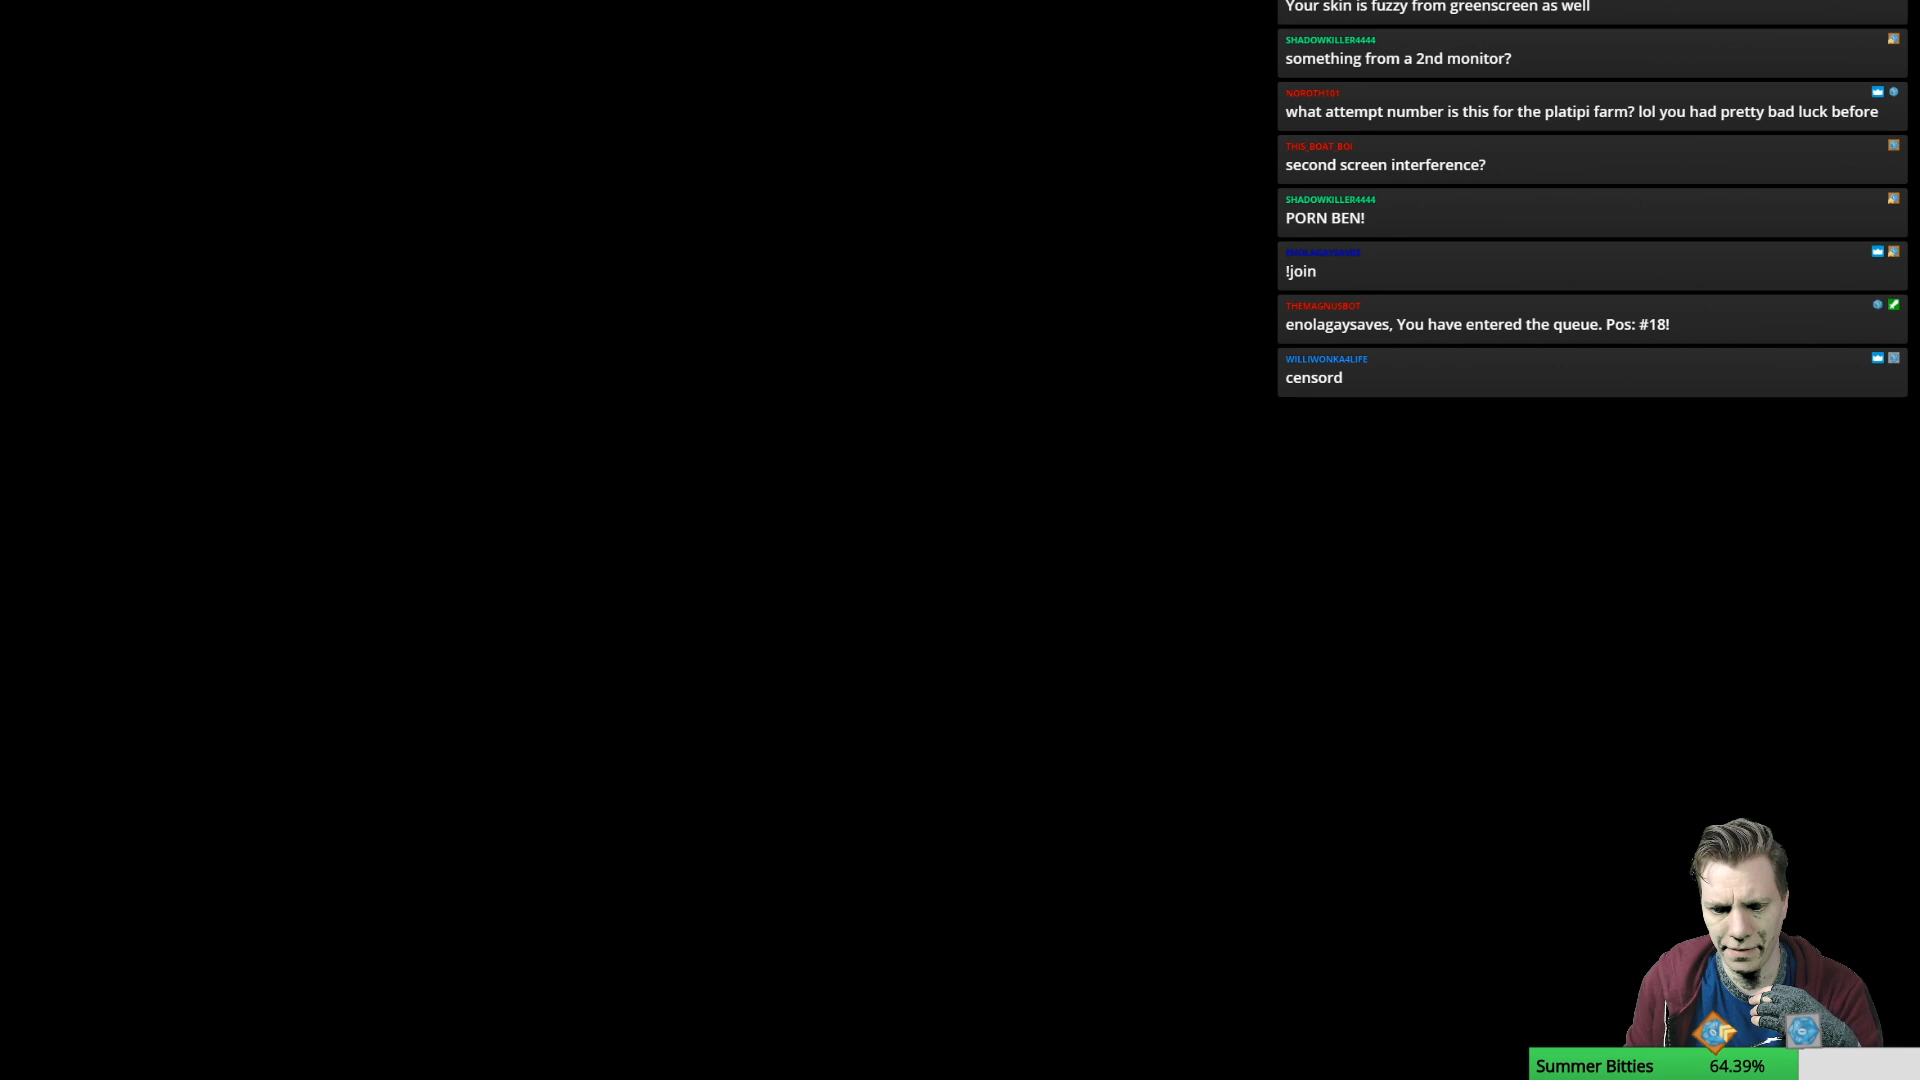 Your skin is fuzzy from greenscreen as well
SHADOWKILLER4444
something from a 2nd monitor?
NOROTH101
what attempt number is this for the platipi farm? lol you had pretty bad luck before
THIS_BOAT_BOI
second screen interference?
SHADOWKILLER4444
PORN BEN!
ENOLAGAYSAVES
!join
THEMAGNUSBOT
enolagaysaves, You have entered the queue. Pos: #18!
WILLIWONKA4LIFE
censord
Summer Bitties 64.39%